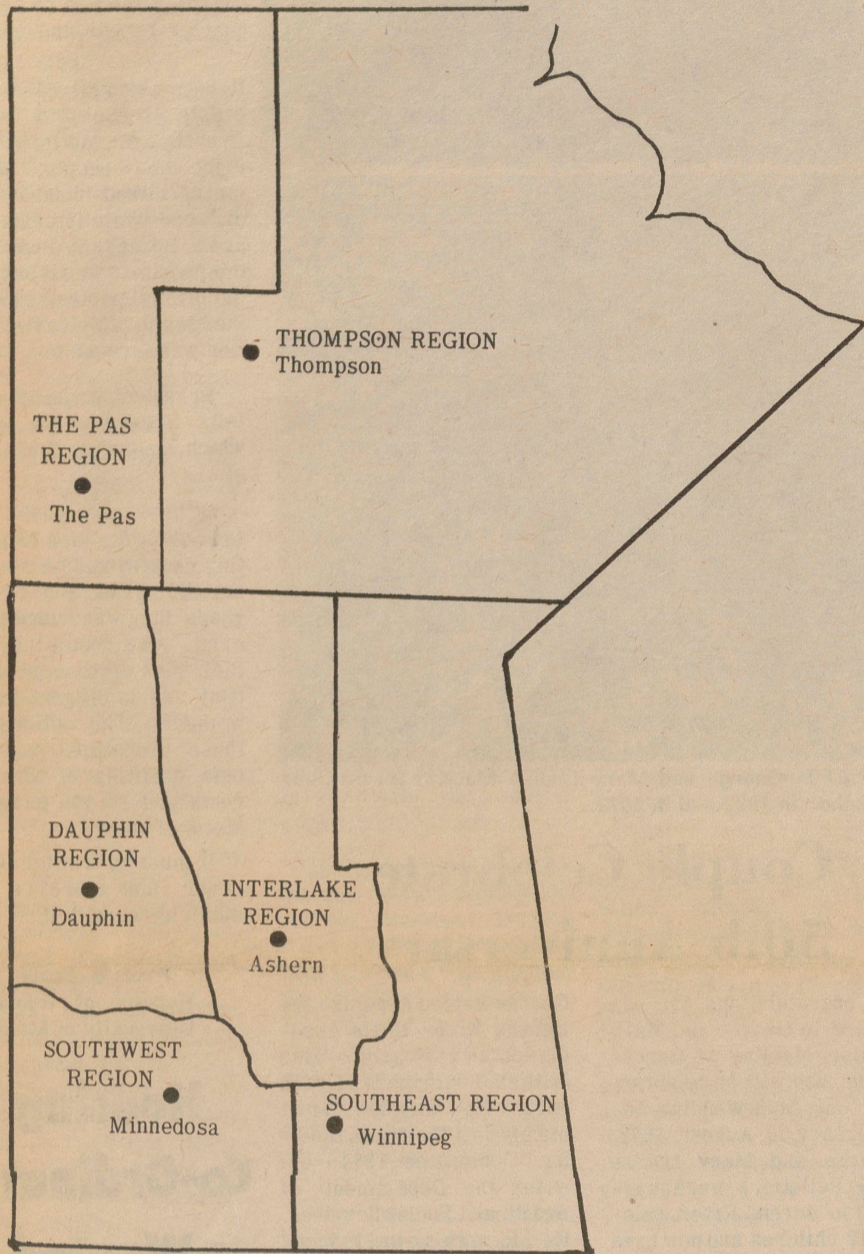 THOMPSON REGION
Thompson
THE PAS
REGION
The Pas
DAUPHIN
REGION
Dauphin
INTERLAKE
REGION
Ashern
SOUTHWEST
REGION
Minnedosa
SOUTHEAST REGION
Winnipeg